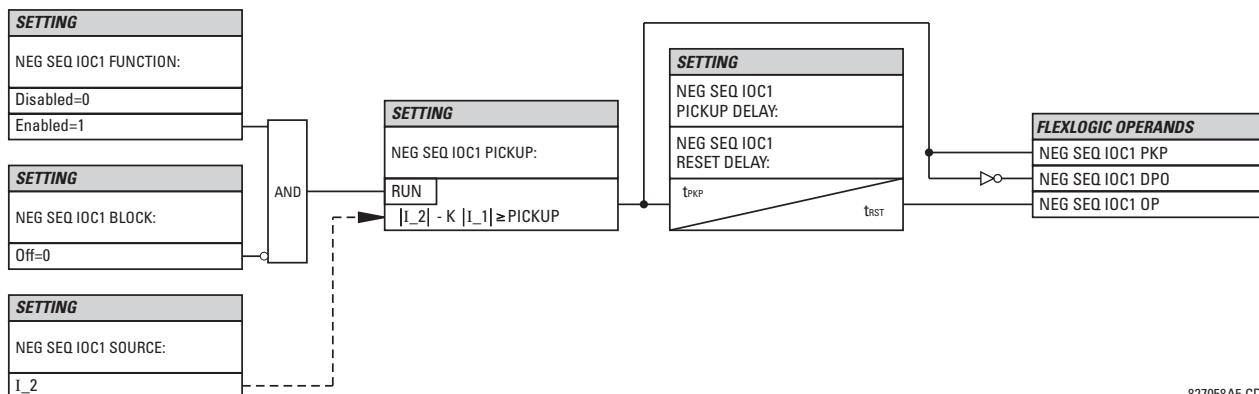 SETTING
NEG SEQ IOC1 FUNCTION:
Disabled=0
Enabled=1
SETTING
NEG SEQ IOC1 BLOCK:
Off=0
SETTING
NEG SEQ IOC1 SOURCE:
I_2
AND
SETTING
NEG SEQ IOC1 PICKUP:
RUN
|I_2| - K |I_1| ≥ PICKUP
SETTING
NEG SEQ IOC1
PICKUP DELAY:
NEG SEQ IOC1
RESET DELAY:
tPKP
tRST
FLEXLOGIC OPERANDS
NEG SEQ IOC1 PKP
NEG SEQ IOC1 DPO
NEG SEQ IOC1 OP